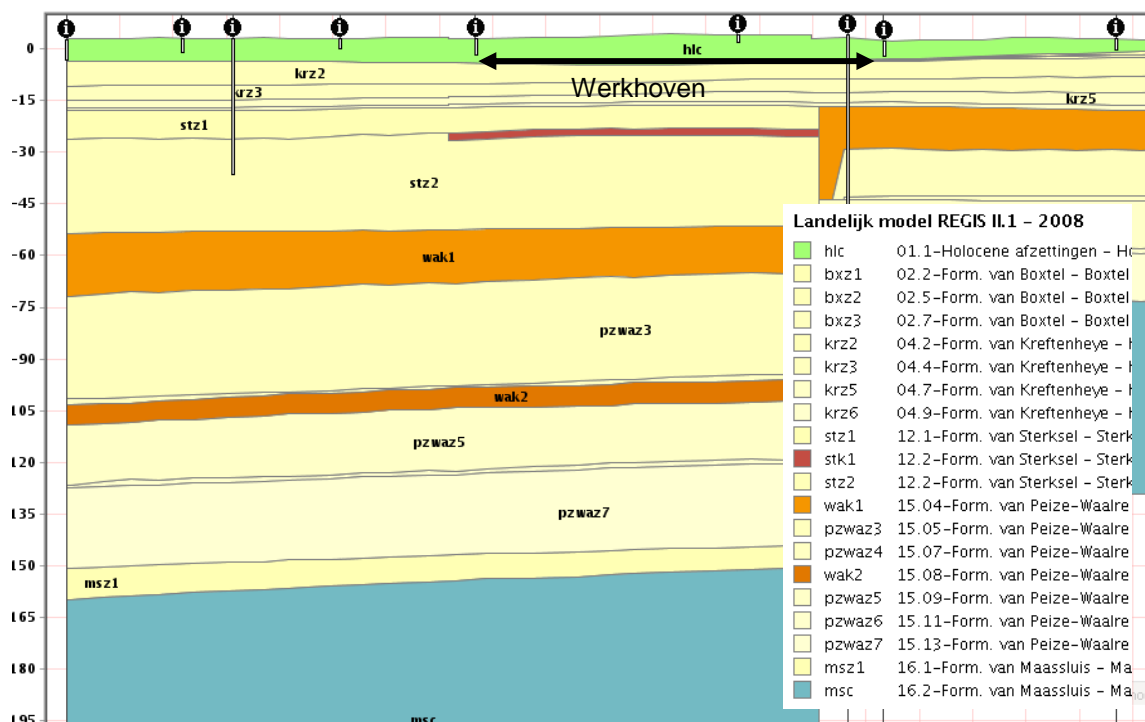 i i i i i i i i i
0
hlc
krz2
Werkhoven
-15
krz3
krz5
stz1
-30
stz2
-45
-60
wak1
-75
pzwaz3
-90
wak2
105
pzwaz5
120
135
pzwaz7
150
msz1
165
180
195
msc
Landelijk model REGIS II.1 - 2008
hlc 01.1-Holocene afzettingen - Ho
bxz1 02.2-Form. van Boxtel - Boxtel
bxz2 02.5-Form. van Boxtel - Boxtel
bxz3 02.7-Form. van Boxtel - Boxtel
krz2 04.2-Form. van Kreftenheye -
krz3 04.4-Form. van Kreftenheye -
krz5 04.7-Form. van Kreftenheye -
krz6 04.9-Form. van Kreftenheye -
stz1 12.1-Form. van Sterksel - Sterk
stk1 12.2-Form. van Sterksel - Sterk
stz2 12.2-Form. van Sterksel - Sterk
wak1 15.04-Form. van Peize-Waalre
pzwaz3 15.05-Form. van Peize-Waalre
pzwaz4 15.07-Form. van Peize-Waalre
wak2 15.08-Form. van Peize-Waalre
pzwaz5 15.09-Form. van Peize-Waalre
pzwaz6 15.11-Form. van Peize-Waalre
pzwaz7 15.13-Form. van Peize-Waalre
msz1 16.1-Form. van Maassluis - Ma
msc 16.2-Form. van Maassluis - Ma